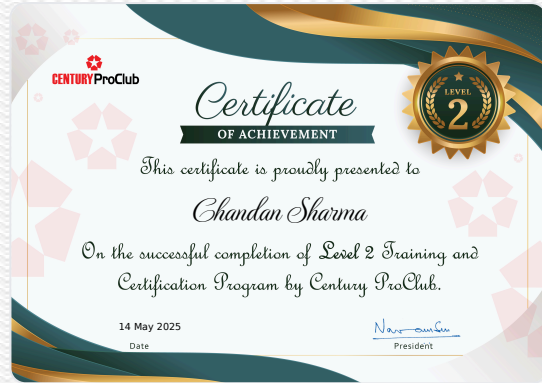 CENTURY ProClub
Certificate
OF ACHIEVEMENT
LEVEL
2
This certificate is proudly presented to
Chandan Sharma
On the successful completion of Level 2 Training and
Certification Program by Century ProClub.
14 May 2025
Date
President